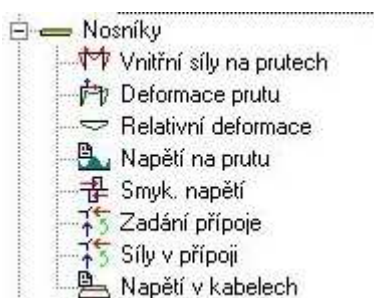 Nosníky
Vnitřní síly na prutech
Deformace prutu
Relativní deformace
Napětí na prutu
Smyk. napětí
Zadání přípoje
Síly v přípoji
Napětí v kabelech